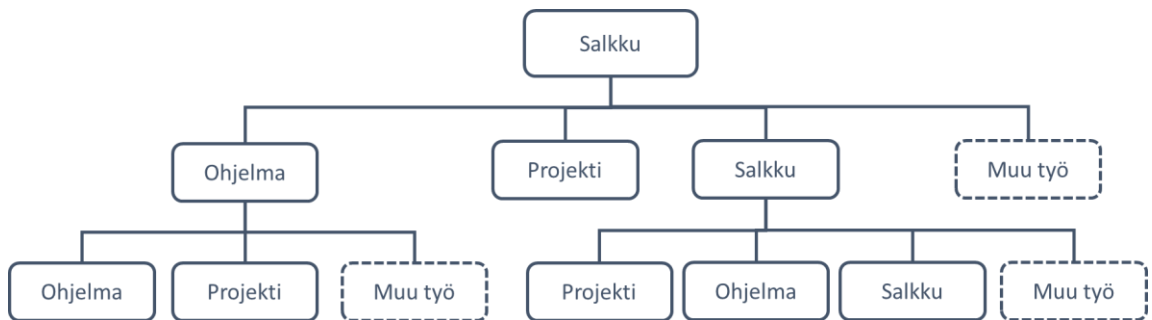 Salkku
Ohjelma
Projekti
Salkku
Muu työ
Ohjelma
Projekti
Muu työ
Projekti
Ohjelma
Salkku
Muu työ